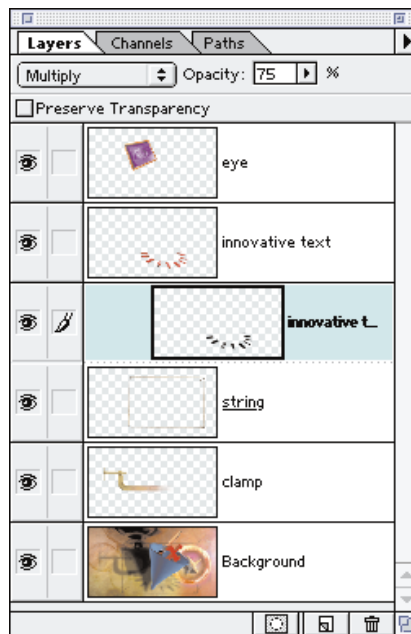 Layers Channels Paths
Multiply Opacity: 75 %
Preserve Transparency
eye
innovative text
innovative t...
string
clamp
Background